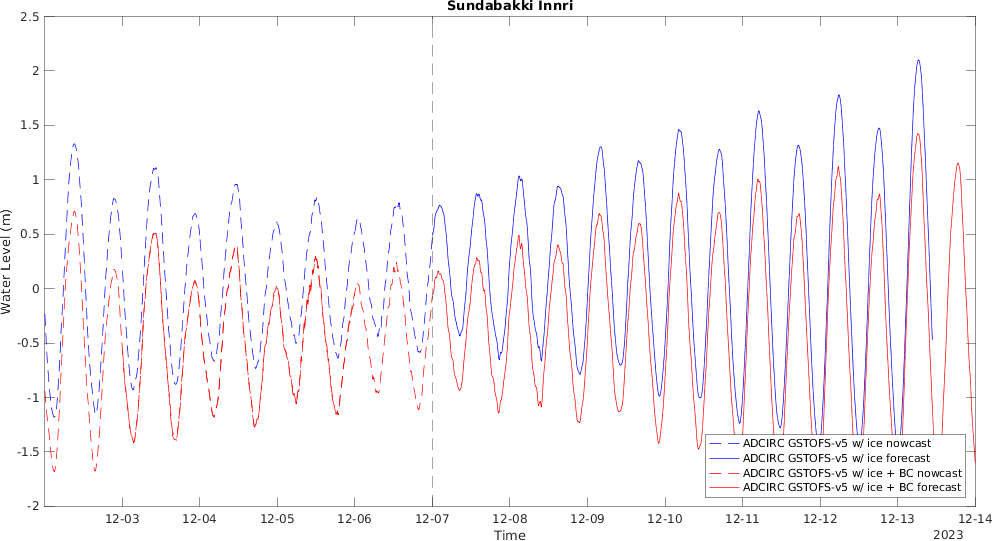 Sundabakki Innri
2.5
2
1.5
1
0.5
0
-0.5
-1
-1.5
-2
Water Level (m)
ADCIRC GSTOFS-v5 w/ ice nowcast
ADCIRC GSTOFS-v5 w/ ice forecast
ADCIRC GSTOFS-v5 w/ ice + BC nowcast
ADCIRC GSTOFS-v5 w/ ice + BC forecast
12-03 12-04 12-05 12-06 12-07 12-08 12-09 12-10 12-11 12-12 12-13 12-14
Time
2023